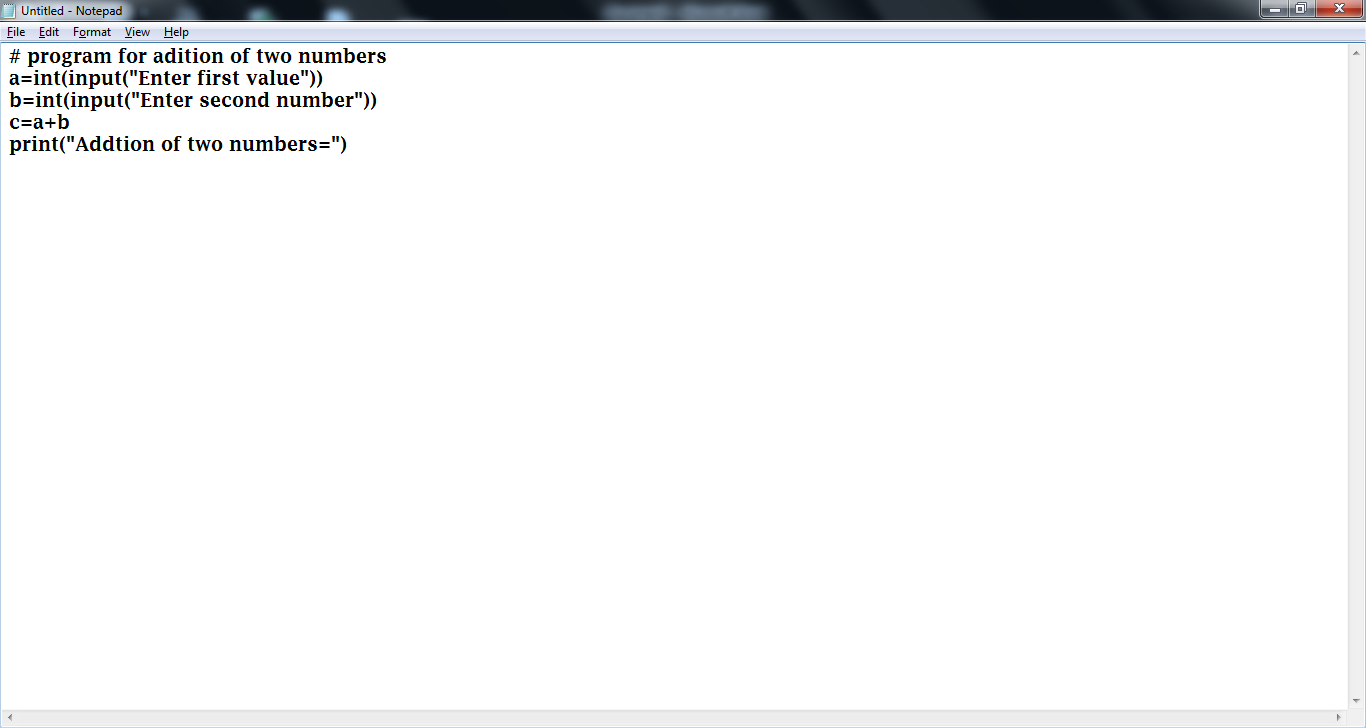 Untitled - Notepad
File Edit Format View Help
# program for adition of two numbers
a=int(input("Enter first value"))
b=int(input("Enter second number"))
c=a+b
print("Addtion of two numbers=")